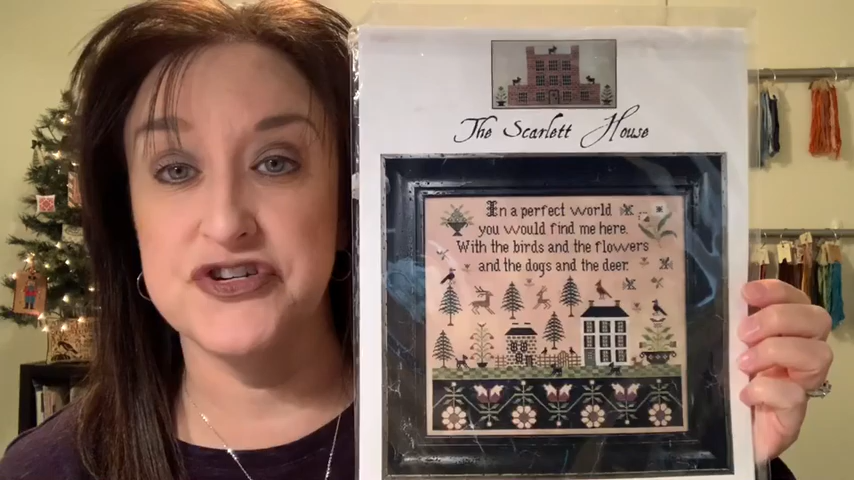 The Scarlett House
In a perfect world
you would find me here.
With the birds and the flowers
and the dogs and the deer.